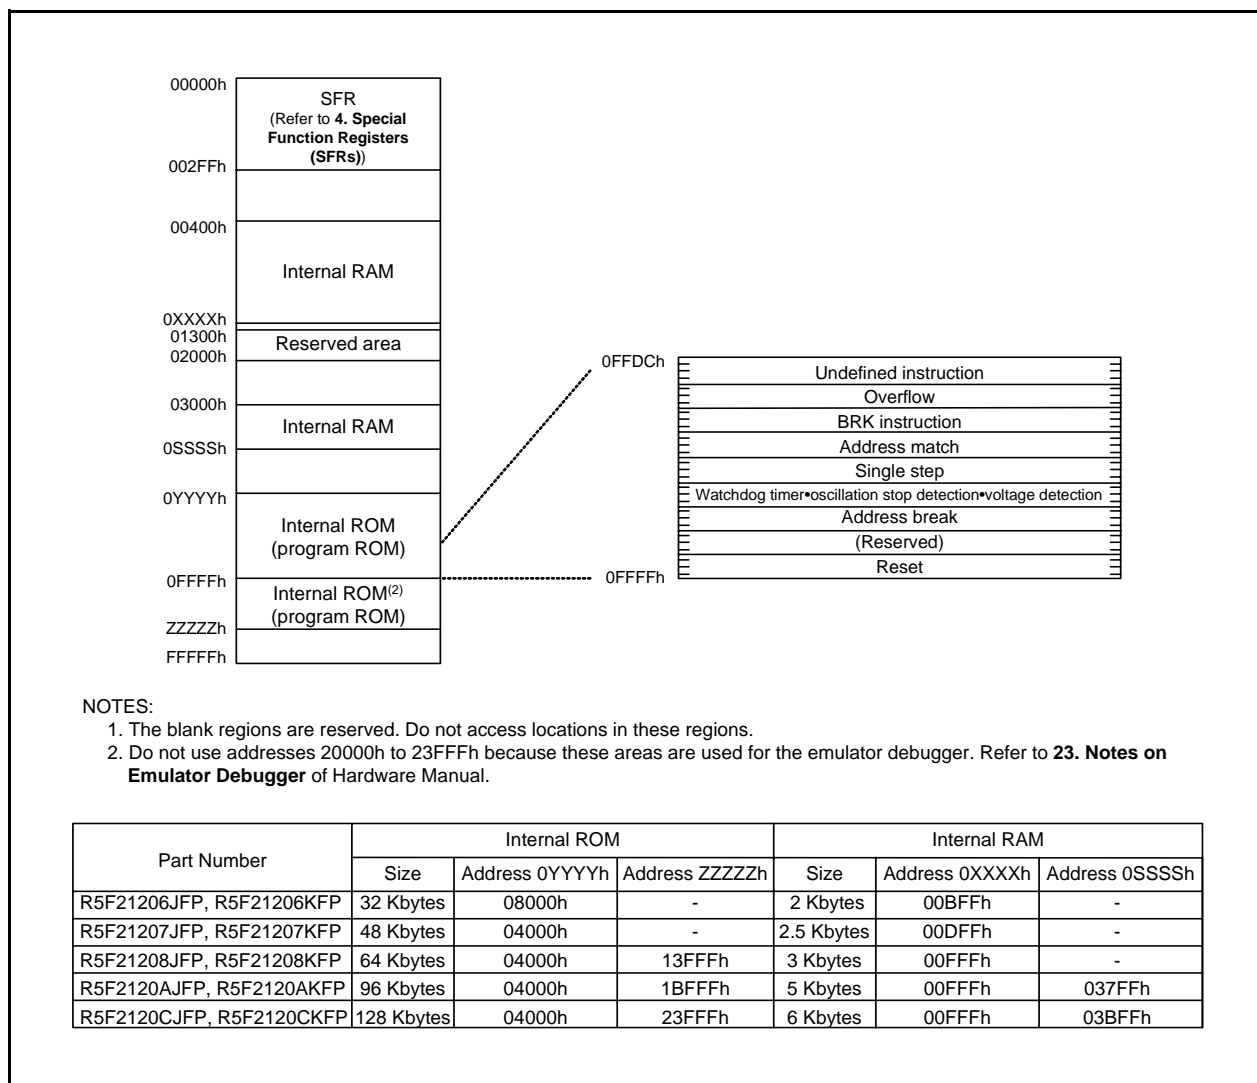 00000h
SFR
(Refer to 4. Special
Function Registers
(SFRs))
002FFh
00400h
Internal RAM
0XXXXh
01300h
Reserved area
02000h
03000h
Internal RAM
0SSSSh
0YYYYh
Internal ROM
(program ROM)
0FFFFh
Internal ROM(2)
(program ROM)
ZZZZZh
FFFFFh
0FFDCh
Undefined instruction
Overflow
BRK instruction
Address match
Single step
Watchdog timer•oscillation stop detection•voltage detection
Address break
(Reserved)
Reset
0FFFFh
NOTES:
1. The blank regions are reserved. Do not access locations in these regions.
2. Do not use addresses 20000h to 23FFFh because these areas are used for the emulator debugger. Refer to 23. Notes on
Emulator Debugger of Hardware Manual.
Part Number Internal ROM Internal RAM
Size Address 0YYYYh Address ZZZZZh Size Address 0XXXXh Address 0SSSSh
R5F21206JFP, R5F21206KFP 32 Kbytes 08000h - 2 Kbytes 00BFFh -
R5F21207JFP, R5F21207KFP 48 Kbytes 04000h - 2.5 Kbytes 00DFFh -
R5F21208JFP, R5F21208KFP 64 Kbytes 04000h 13FFFh 3 Kbytes 00FFFh -
R5F2120AJFP, R5F2120AKFP 96 Kbytes 04000h 1BFFFh 5 Kbytes 00FFFh 037FFh
R5F2120CJFP, R5F2120CKFP 128 Kbytes 04000h 23FFFh 6 Kbytes 00FFFh 03BFFh